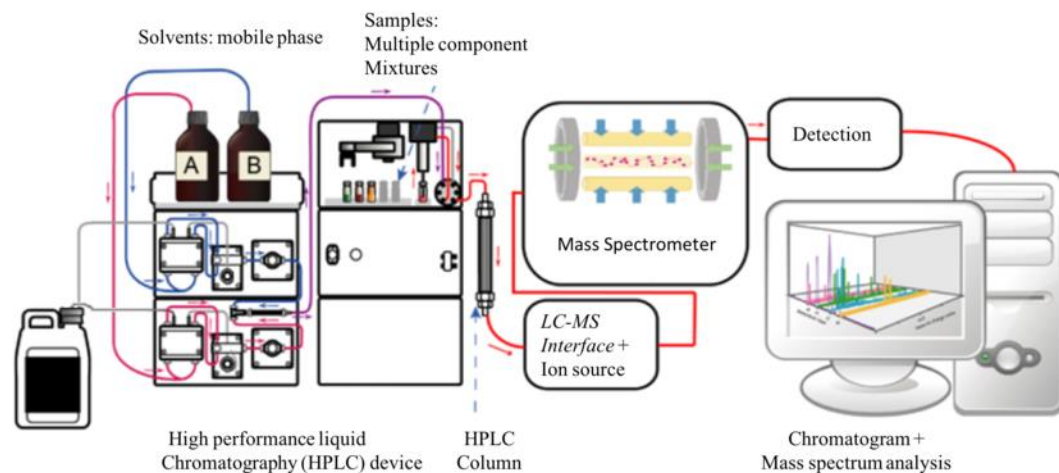 Solvents: mobile phase
Samples:
Multiple component
Mixtures
A
B
Detection
Mass Spectrometer
LC-MS
Interface +
Ion source
High performance liquid
Chromatography (HPLC) device
HPLC
Column
Chromatogram +
Mass spectrum analysis